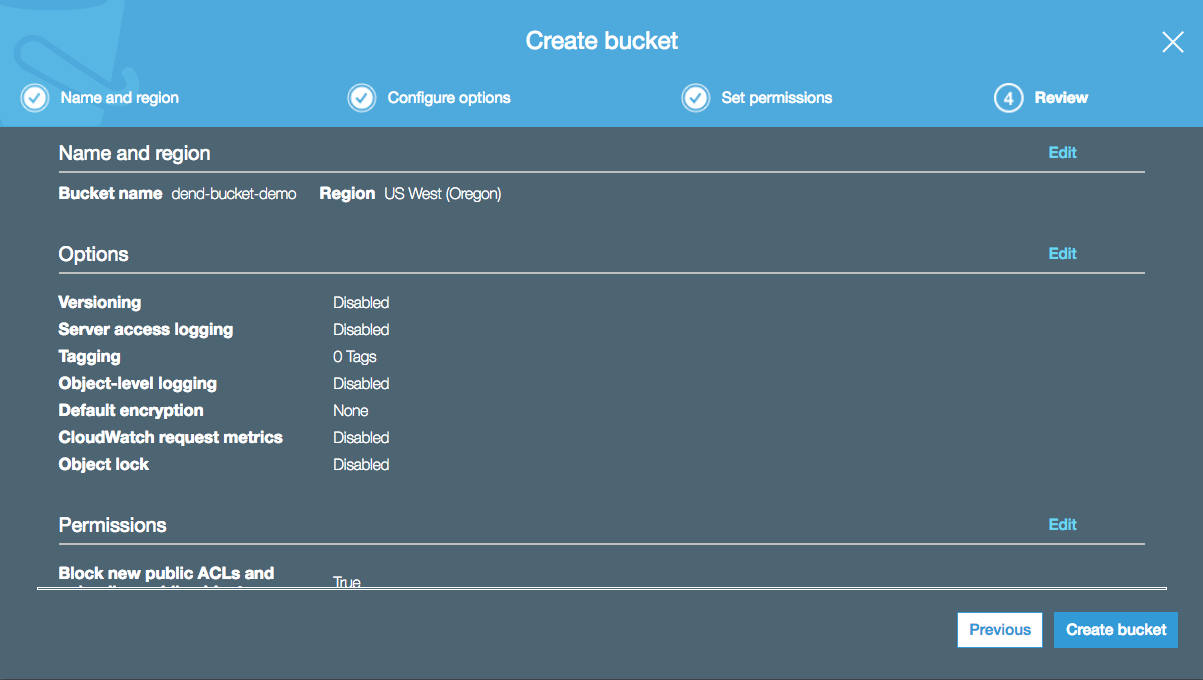 Create bucket
Name and region
Configure options
Set permissions
4 Review
Name and region Edit
Bucket name dend-bucket-demo Region US West (Oregon)
Options Edit
Versioning Disabled
Server access logging Disabled
Tagging 0 Tags
Object-level logging Disabled
Default encryption None
CloudWatch request metrics Disabled
Object lock Disabled
Permissions Edit
Block new public ACLs and True
Previous Create bucket